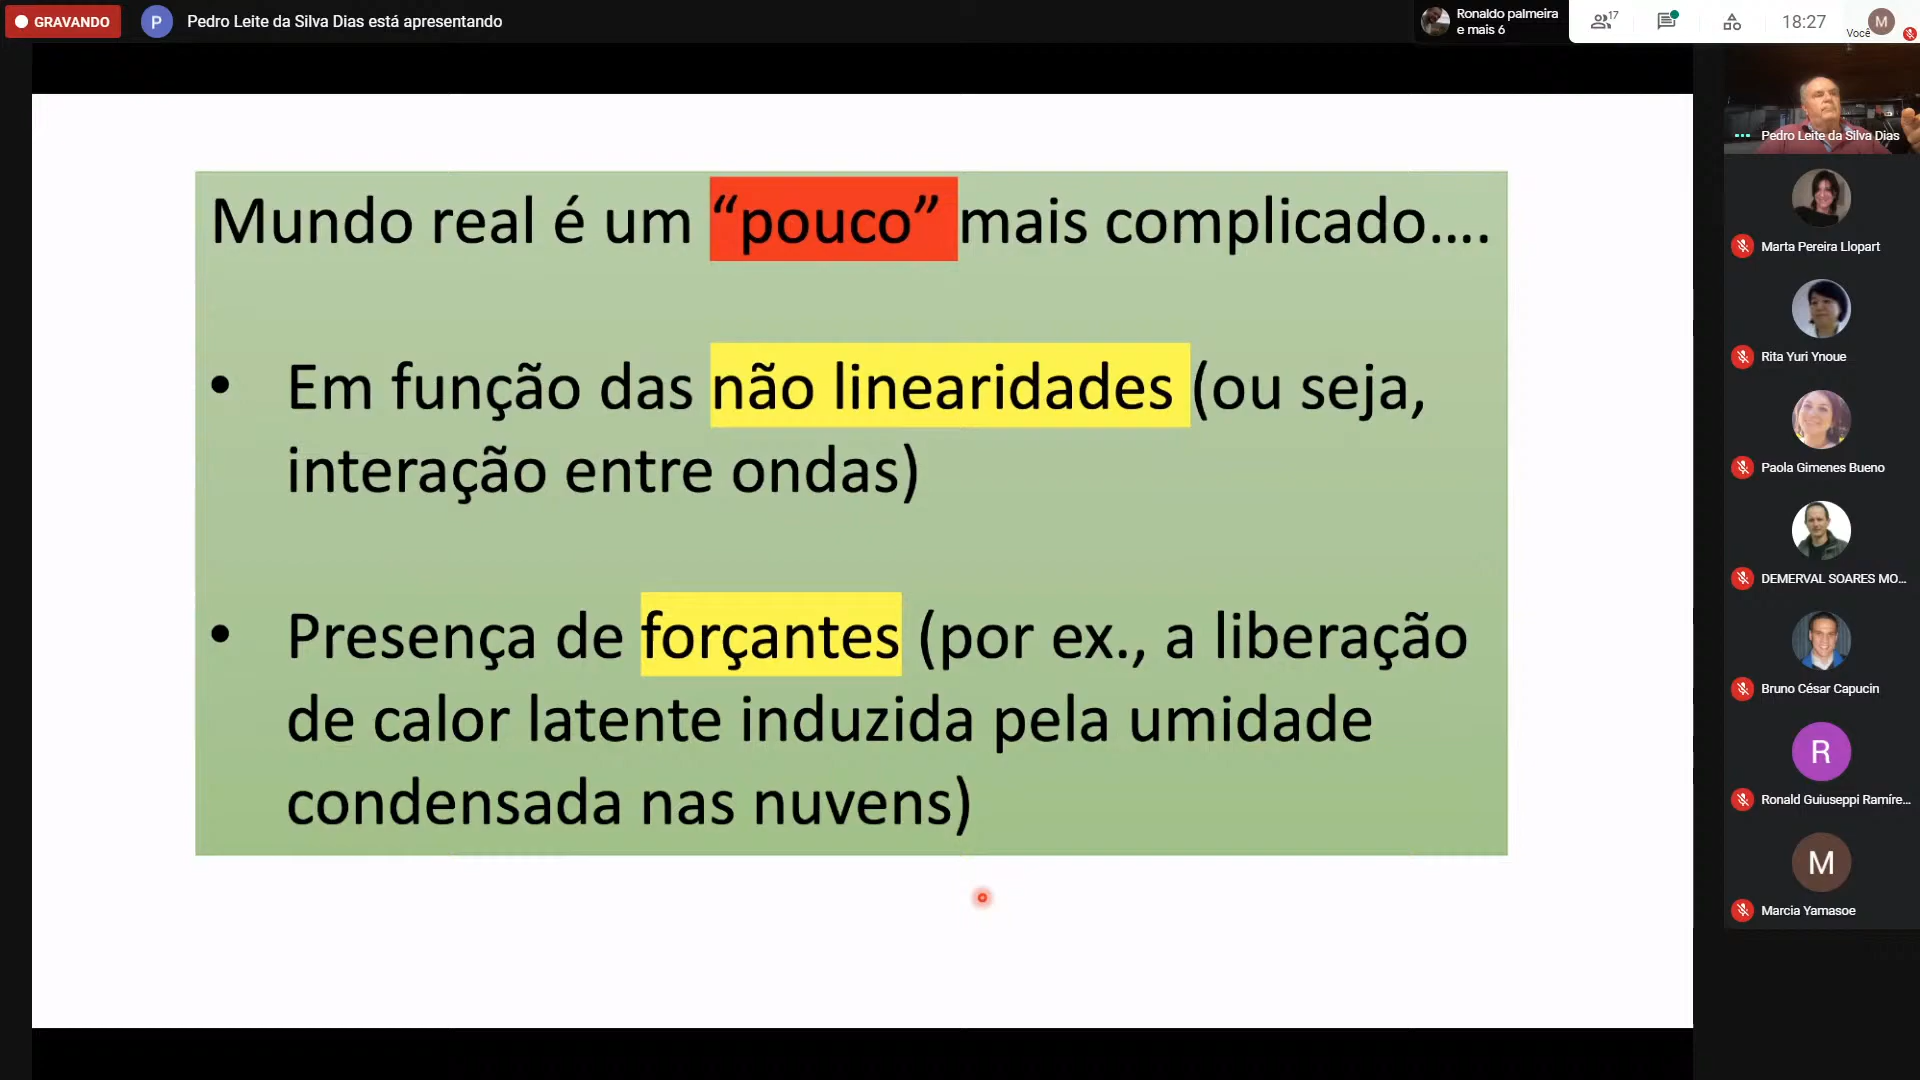 GRAVANDO
P
Pedro Leite da Silva Dias está apresentando
Ronaldo palmeira
e mais 6
17
18:27
Você
M
Mundo real é um “pouco” mais complicado....
• Em função das não linearidades (ou seja,
interação entre ondas)
• Presença de forçantes (por ex., a liberação
de calor latente induzida pela umidade
condensada nas nuvens)
Pedro Leite da Silva Dias
Marta Pereira Llopart
Rita Yuri Ynoue
Paola Gimenes Bueno
DEMERVAL SOARES MO...
Bruno César Capucin
R
Ronald Guiuseppi Ramíre...
M
Marcia Yamasoe